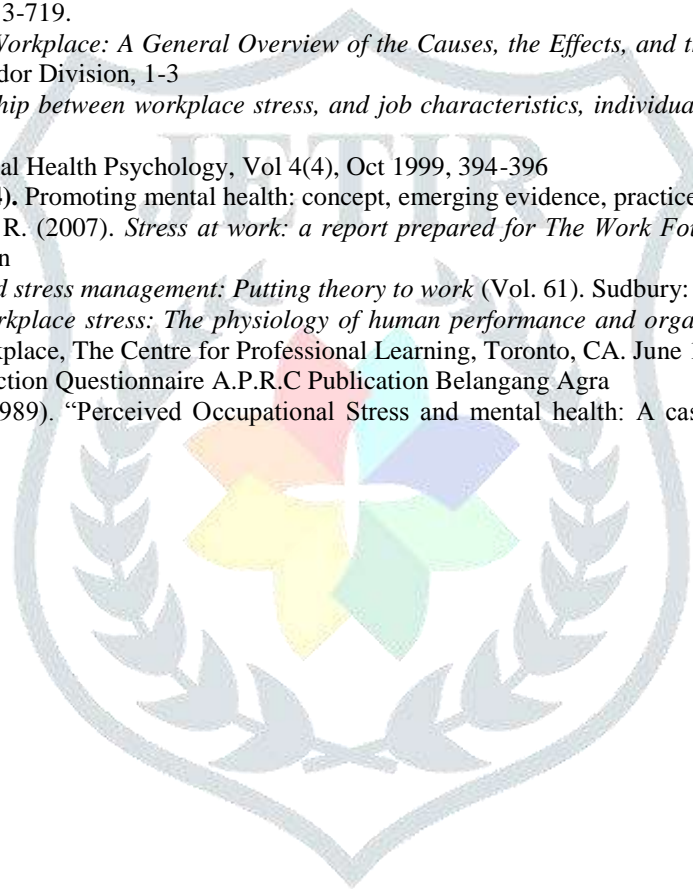 3-719.
Workplace: A General Overview of the Causes, the Effects, and t
dor Division, 1-3
hip between workplace stress, and job characteristics, individua
al Health Psychology, Vol 4(4), Oct 1999, 394-396
4). Promoting mental health: concept, emerging evidence, practice
R. (2007). Stress at work: a report prepared for The Work Fou
n
d stress management: Putting theory to work (Vol. 61). Sudbury:
rkplace stress: The physiology of human performance and orga
kplace, The Centre for Professional Learning, Toronto, CA. June 1
ction Questionnaire A.P.R.C Publication Belangang Agra
989). “Perceived Occupational Stress and mental health: A cas
JETIR